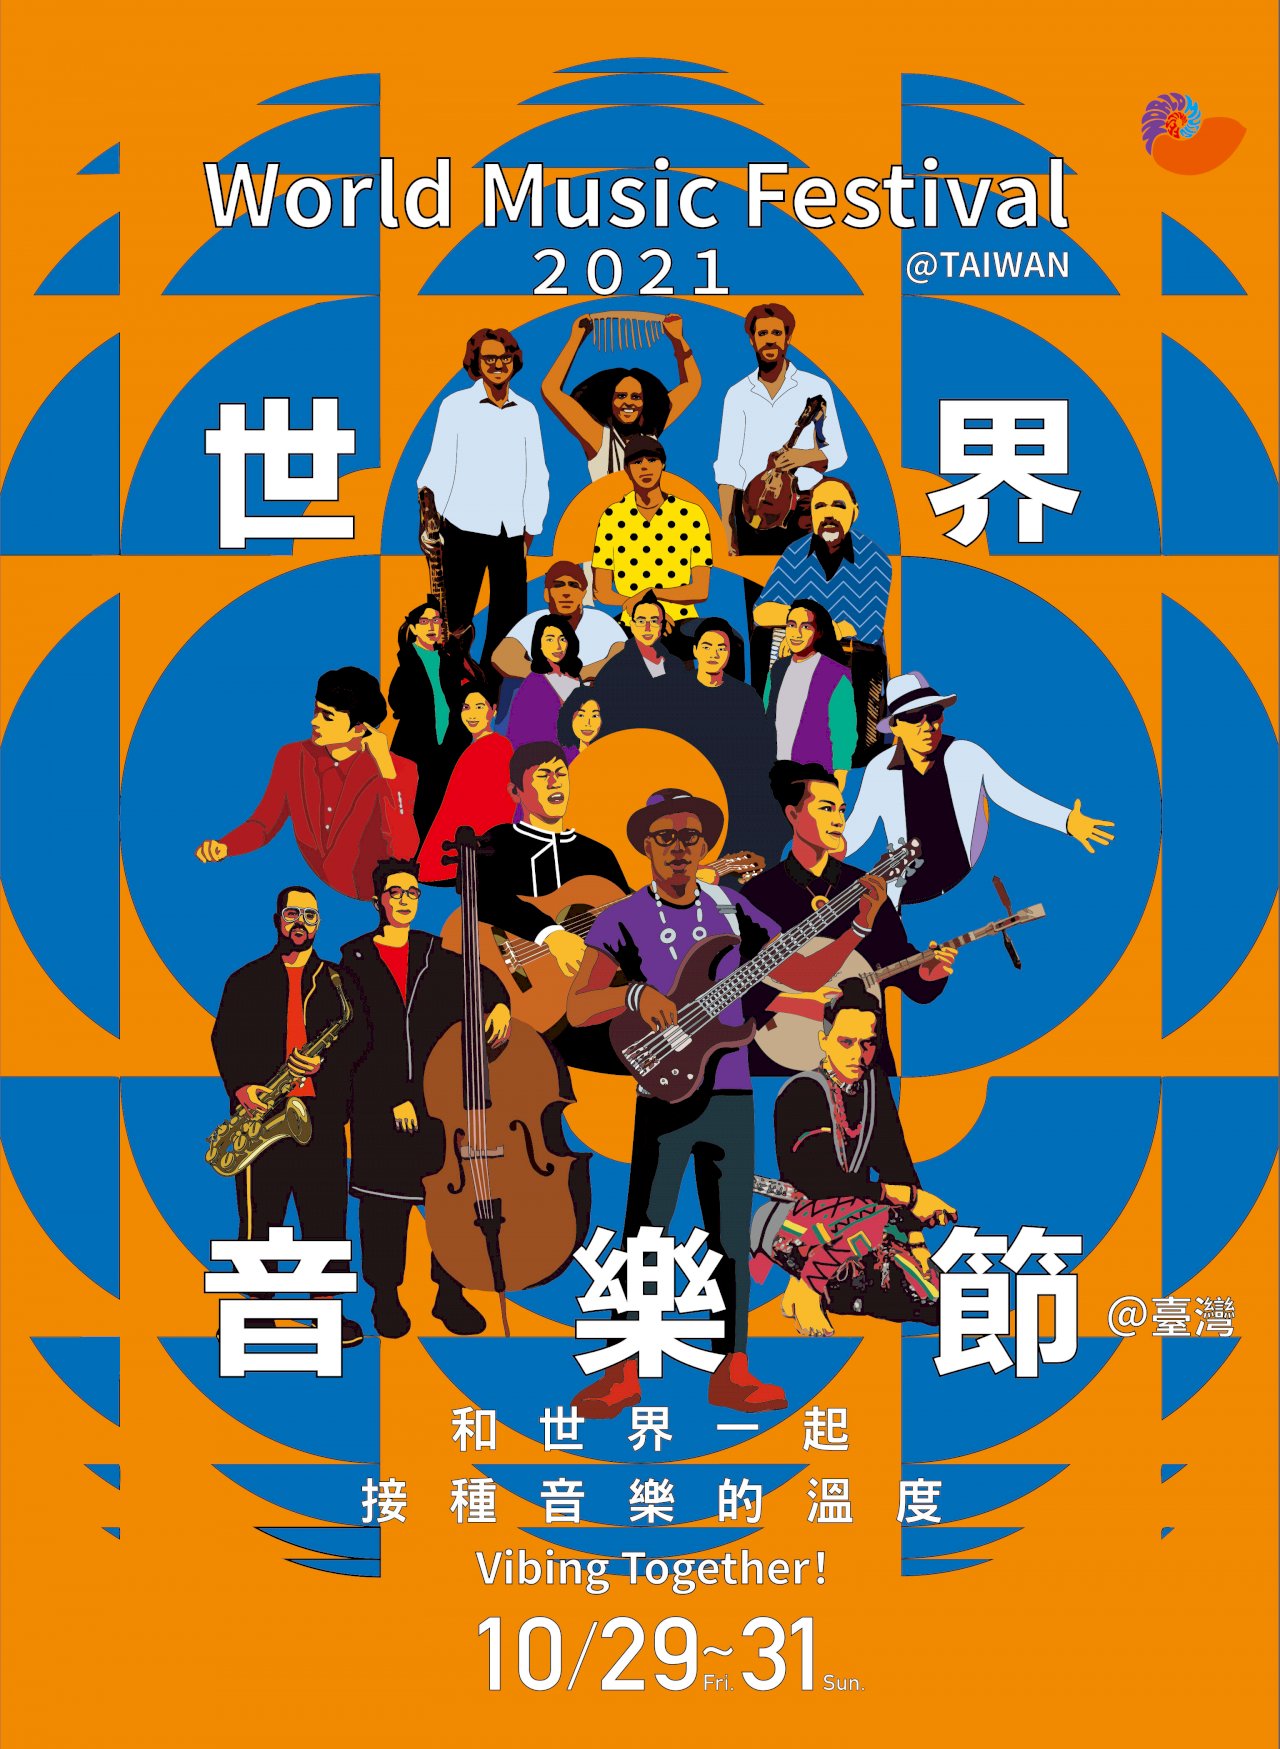 World Music Festival
2021
@TAIWAN
世界
音樂節
@臺灣
和世界一起
接種音樂的溫度
Vibing Together!
10/29 Fri. ~ 31 Sun.